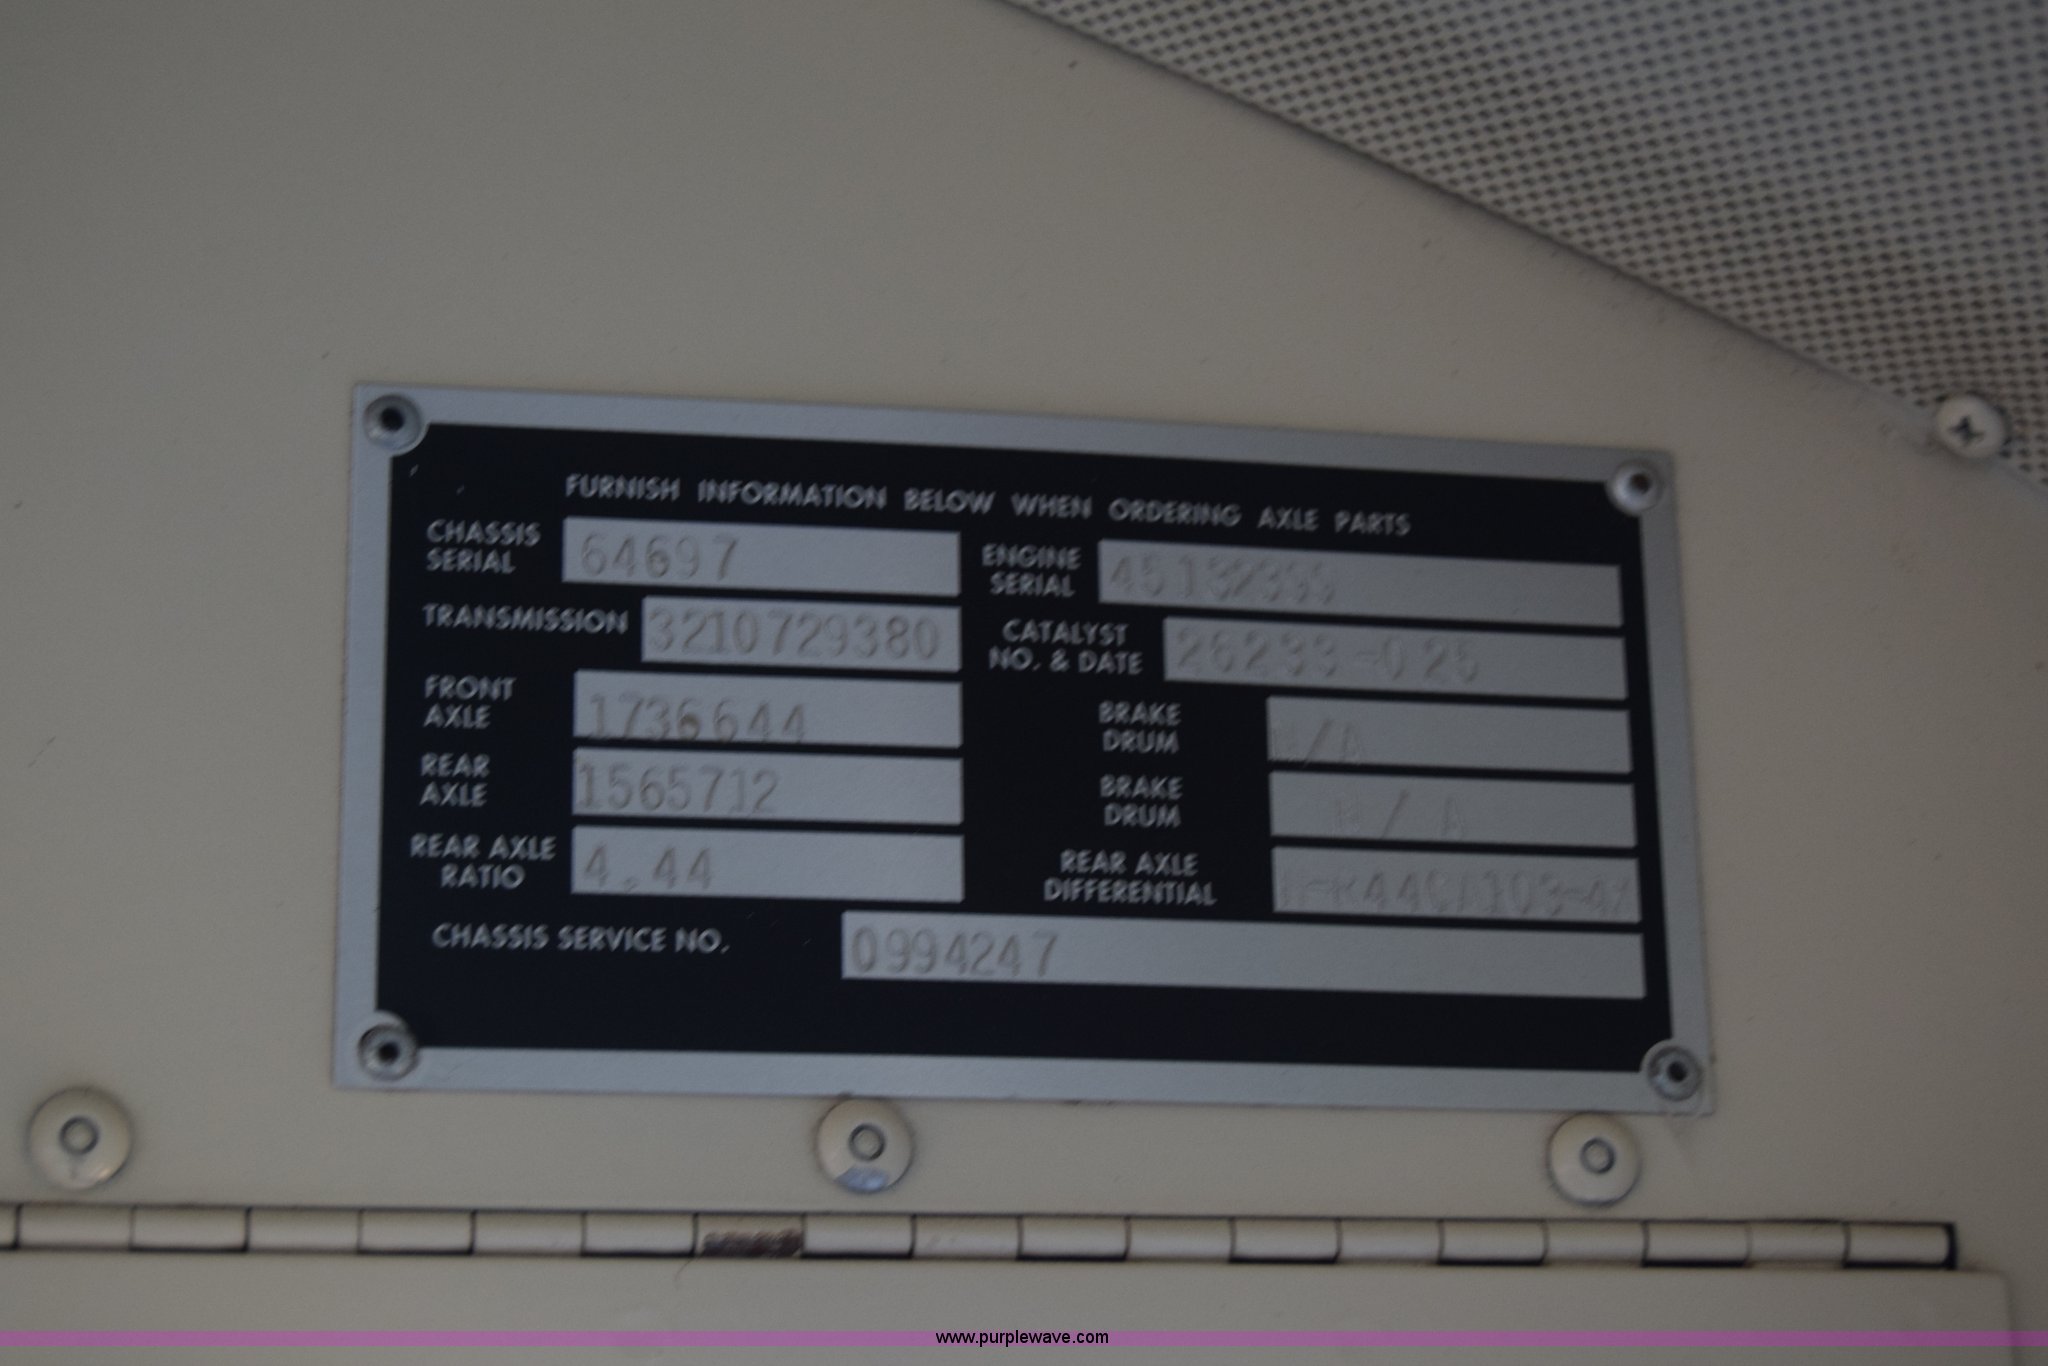 FURNISH INFORMATION BELOW WHEN ORDERING AXLE PARTS
CHASSIS SERIAL 64697
ENGINE SERIAL
TRANSMISSION 3210729380
CATALYST NO. & DATE 26233-025
FRONT AXLE 1736644
BRAKE DRUM N/A
REAR AXLE 1565712
BRAKE DRUM N/A
REAR AXLE RATIO 4.44
REAR AXLE DIFFERENTIAL
CHASSIS SERVICE NO. 0994247
www.purplewave.com